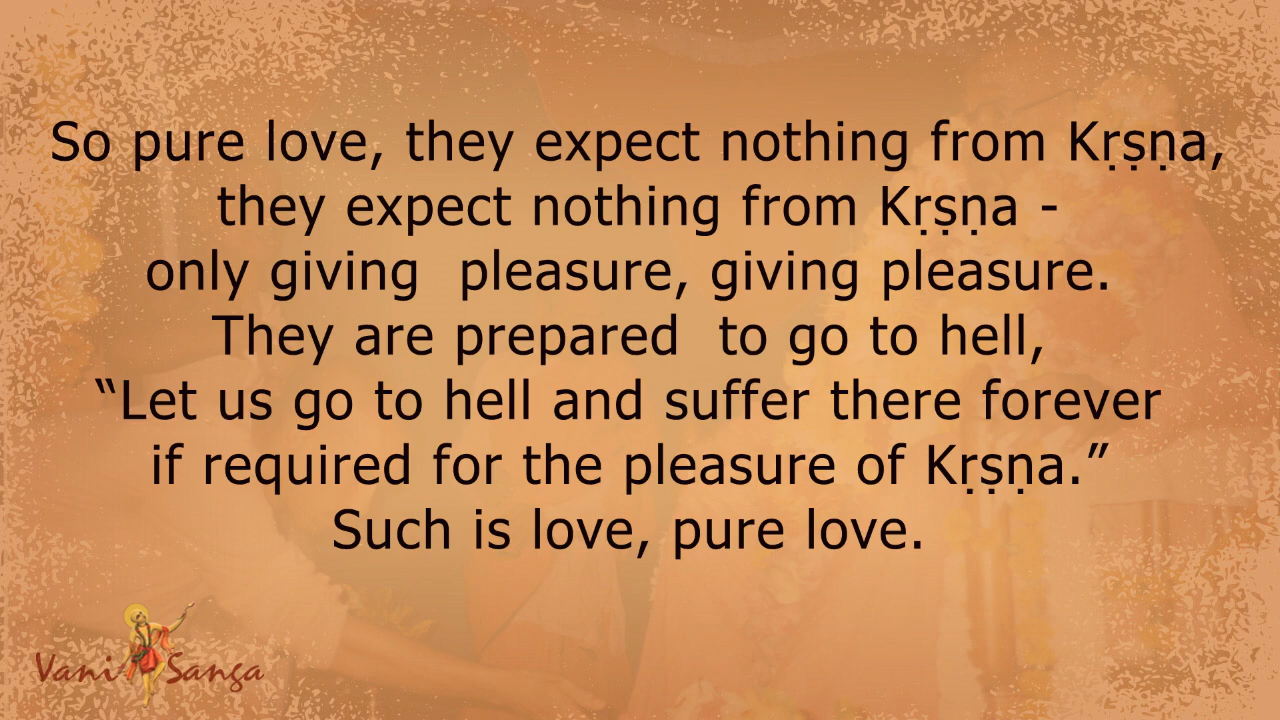 So pure love, they expect nothing from Kṛṣṇa,
they expect nothing from Kṛṣṇa -
only giving  pleasure, giving pleasure.
They are prepared  to go to hell,
“Let us go to hell and suffer there forever
if required for the pleasure of Kṛṣṇa.”
Such is love, pure love.
Vani Sanga